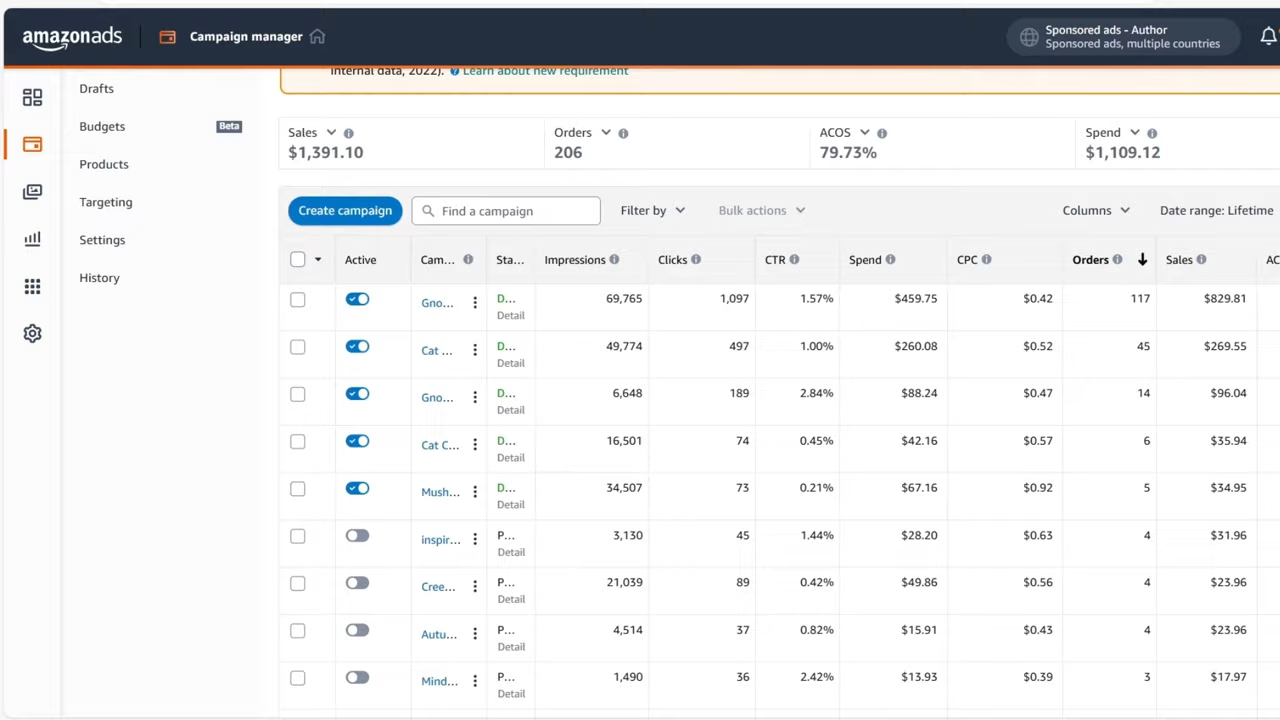 amazonads
Campaign manager
Sponsored ads - Author
Sponsored ads, multiple countries
internal data, 2022). Learn about new requirement
Drafts
Budgets Beta
Products
Targeting
Settings
History
Sales Orders ACOS Spend
$1,391.10 206 79.73% $1,109.12
Create campaign Find a campaign Filter by Bulk actions Columns Date range: Lifetime
Active Cam... Sta... Impressions Clicks CTR Spend CPC Orders Sales AC
Gno... D... 69,765 1,097 1.57% $459.75 $0.42 117 $829.81
Detail
Cat ... D... 49,774 497 1.00% $260.08 $0.52 45 $269.55
Detail
Gno... D... 6,648 189 2.84% $88.24 $0.47 14 $96.04
Detail
Cat C... D... 16,501 74 0.45% $42.16 $0.57 6 $35.94
Detail
Mush... D... 34,507 73 0.21% $67.16 $0.92 5 $34.95
Detail
inspir... P... 3,130 45 1.44% $28.20 $0.63 4 $31.96
Detail
Cree... P... 21,039 89 0.42% $49.86 $0.56 4 $23.96
Detail
Autu... P... 4,514 37 0.82% $15.91 $0.43 4 $23.96
Detail
Mind... P... 1,490 36 2.42% $13.93 $0.39 3 $17.97
Detail